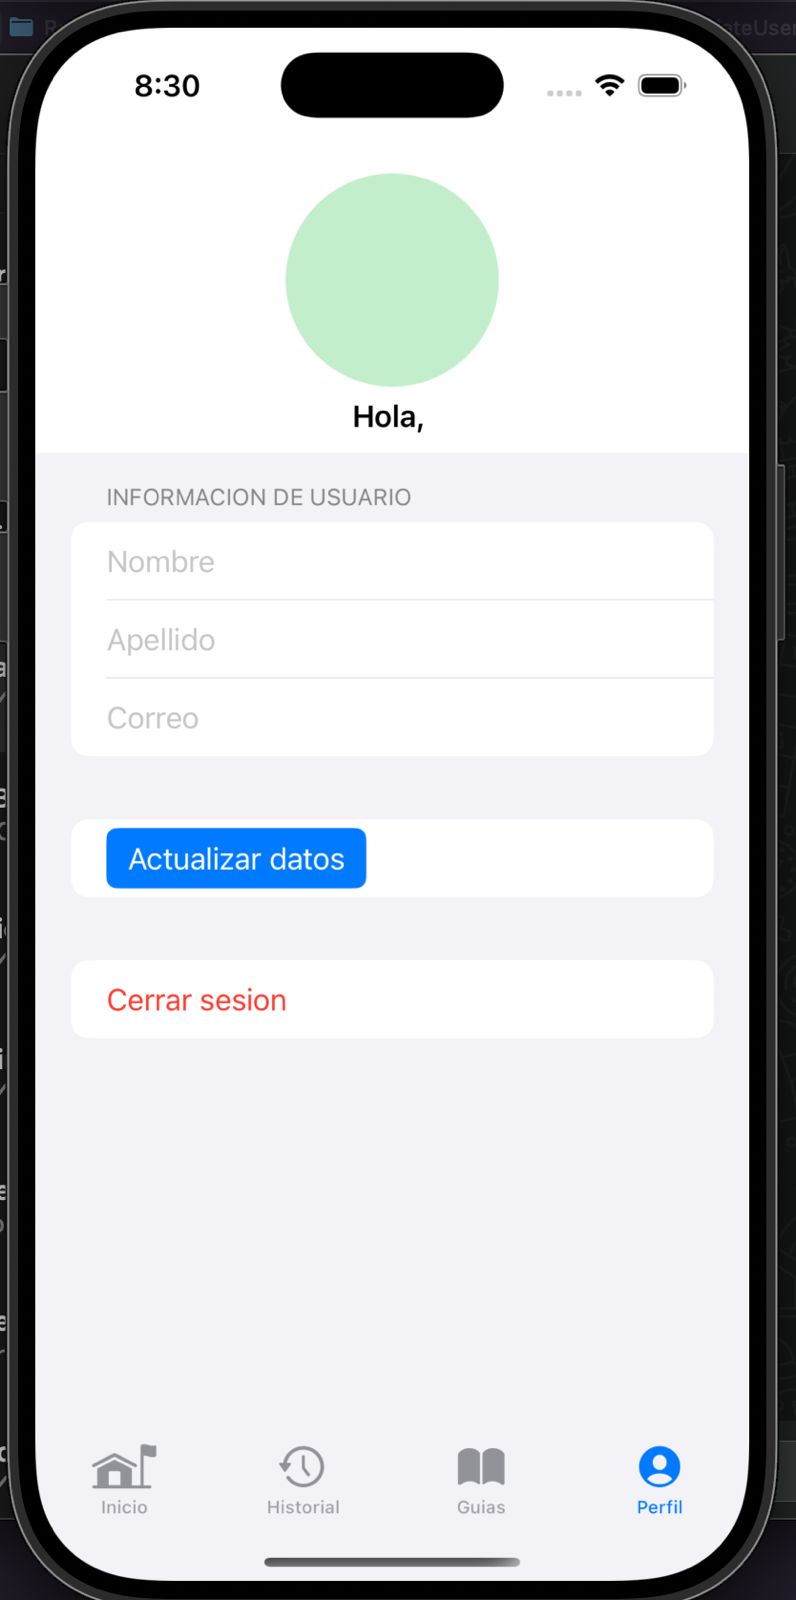 8:30
Hola,
INFORMACION DE USUARIO
Nombre
Apellido
Correo
Actualizar datos
Cerrar sesion
Inicio
Historial
Guias
Perfil